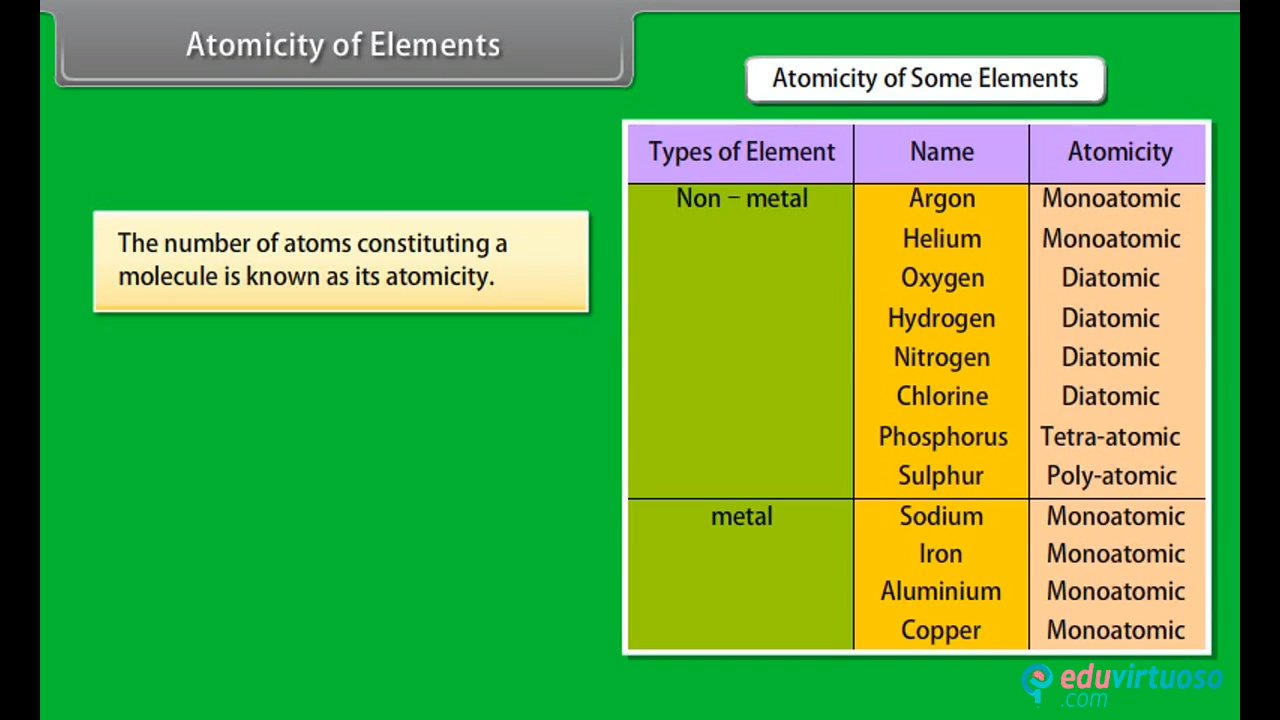 Atomicity of Elements
Atomicity of Some Elements
The number of atoms constituting a
molecule is known as its atomicity.
Types of Element Name Atomicity
Non – metal Argon Monoatomic
Helium Monoatomic
Oxygen Diatomic
Hydrogen Diatomic
Nitrogen Diatomic
Chlorine Diatomic
Phosphorus Tetra-atomic
Sulphur Poly-atomic
metal Sodium Monoatomic
Iron Monoatomic
Aluminium Monoatomic
Copper Monoatomic
eduvirtuoso
.com